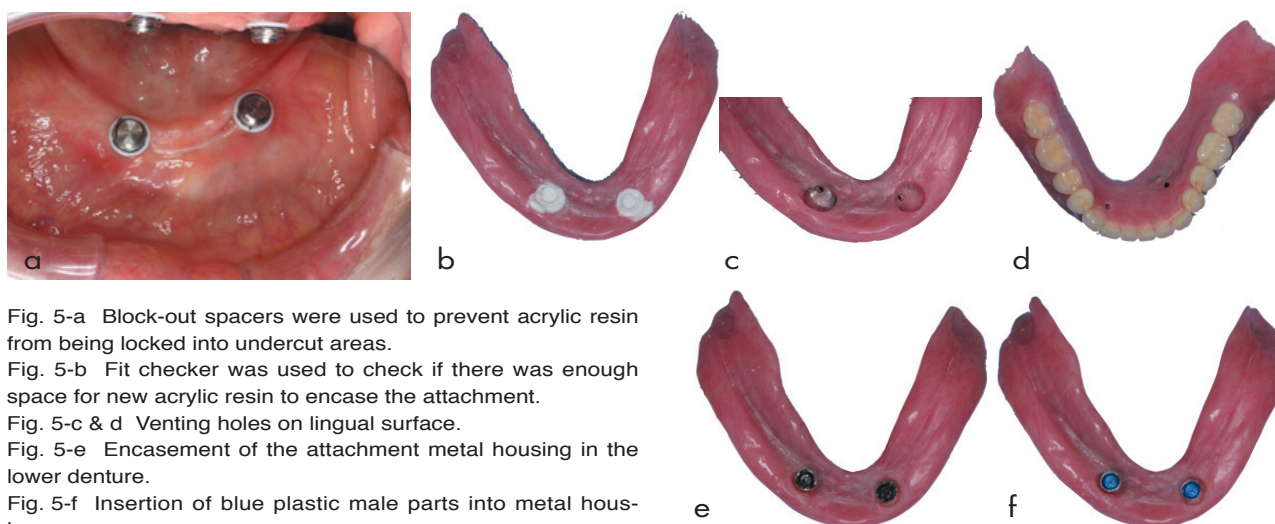 a
b
c
d
Fig. 5-a Block-out spacers were used to prevent acrylic resin
from being locked into undercut areas.
Fig. 5-b Fit checker was used to check if there was enough
space for new acrylic resin to encase the attachment.
Fig. 5-c & d Venting holes on lingual surface.
Fig. 5-e Encasement of the attachment metal housing in the
lower denture.
Fig. 5-f Insertion of blue plastic male parts into metal hous-
e
f